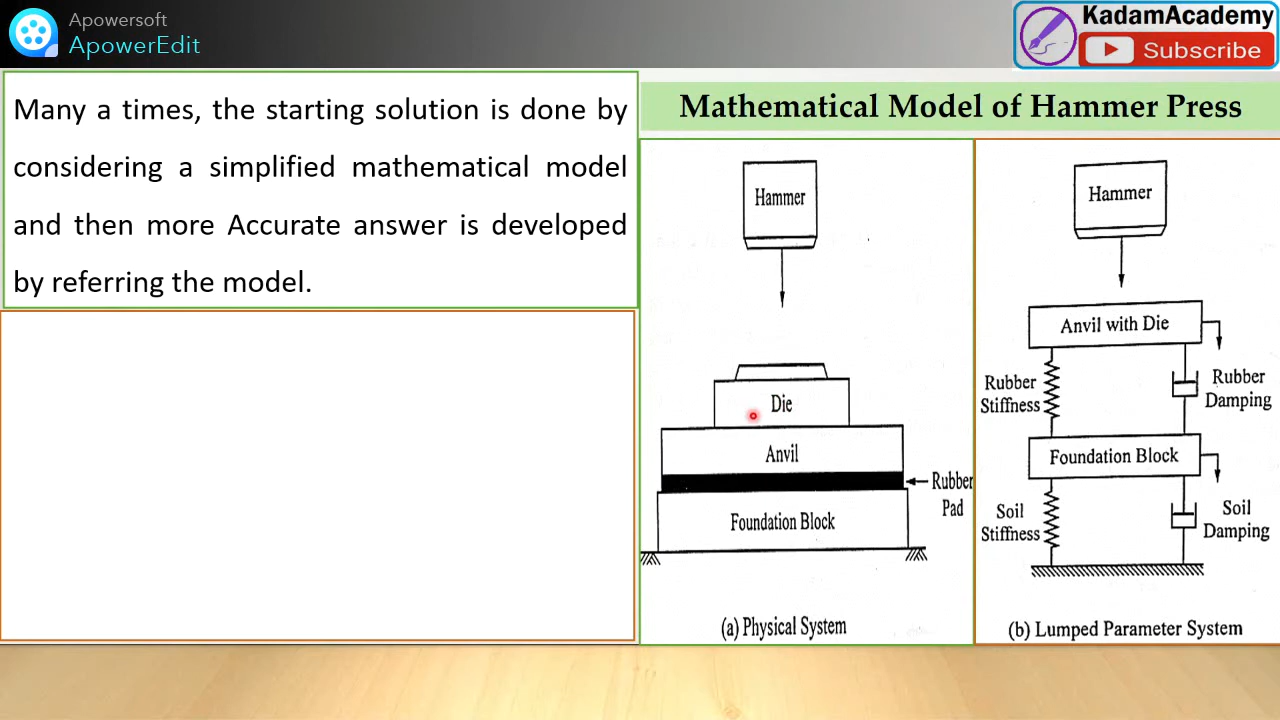 Apowersoft
ApowerEdit
KadamAcademy
Subscribe
Many a times, the starting solution is done by
considering a simplified mathematical model
and then more Accurate answer is developed
by referring the model.
Mathematical Model of Hammer Press
Hammer
Die
Anvil
Rubber
Pad
Foundation Block
(a) Physical System
Hammer
Anvil with Die
Rubber
Stiffness
Rubber
Damping
Foundation Block
Soil
Stiffness
Soil
Damping
(b) Lumped Parameter System